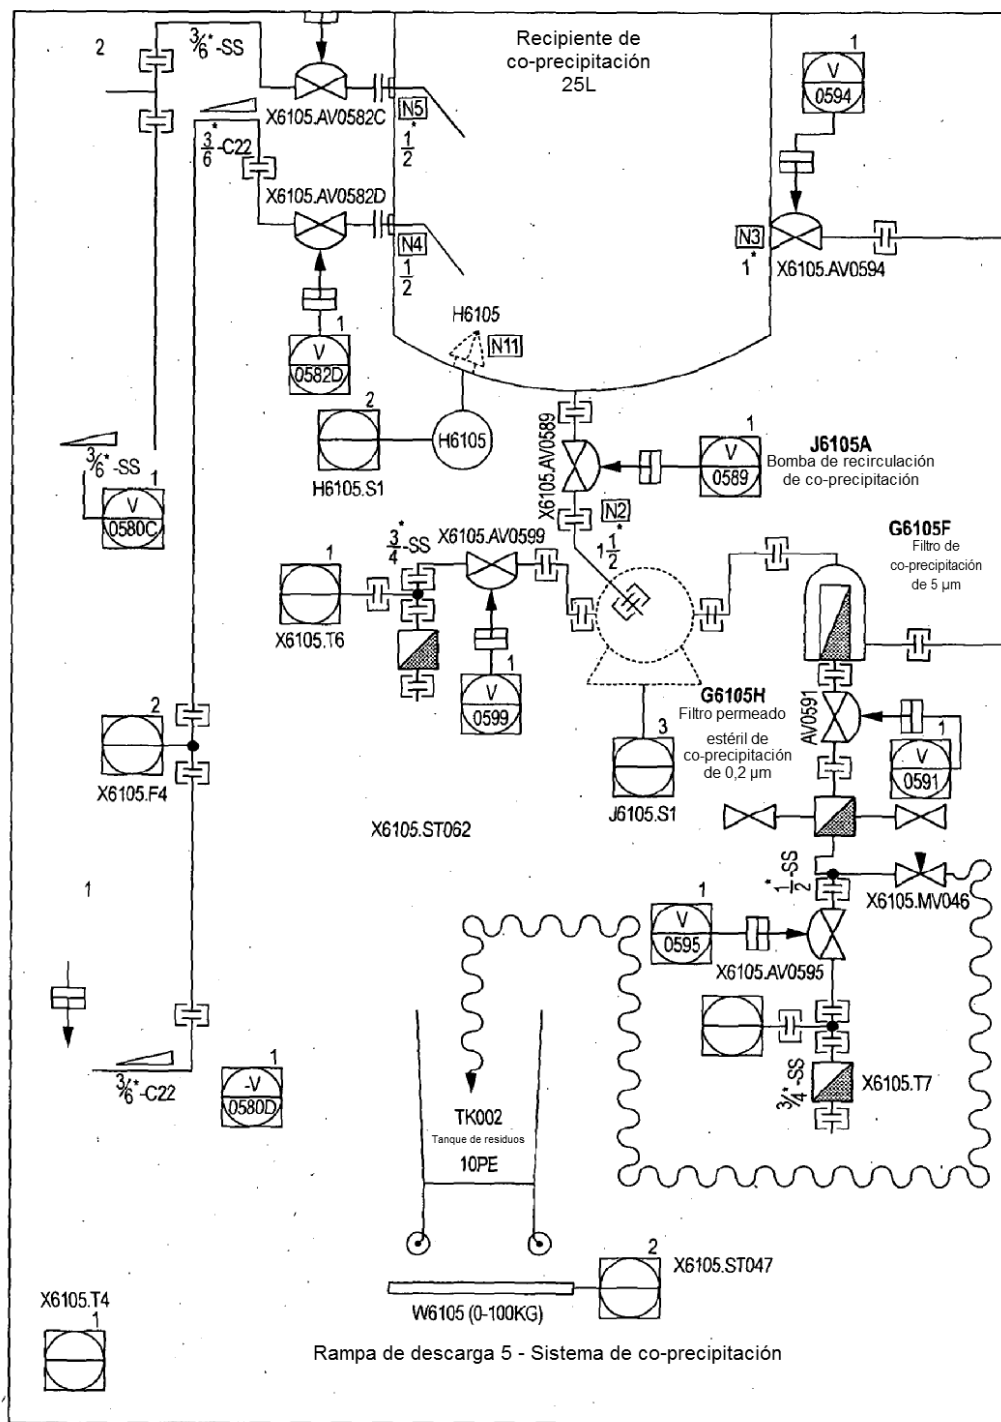 2
3/6"-SS
X6105.AV0582C
N5
1"/2
Recipiente de
co-precipitación
25L
1
V
0594
3"/6-C22
X6105.AV0582D
N4
1/2
N3
1"
X6105.AV0594
1
V
0582D
H6105
N11
2
H6105
H6105.S1
X6105.AV0589
1
V
0589
J6105A
Bomba de recirculación
de co-precipitación
3/6"-SS
1
V
0580C
N2
1 1"/2
3"/4-SS
X6105.AV0599
G6105F
Filtro de
co-precipitación
de 5 µm
1
X6105.T6
1
V
0599
G6105H
Filtro permeado
estéril de
co-precipitación
de 0,2 µm
3
J6105.S1
AV0591
1
V
0591
2
X6105.F4
X6105.ST062
1
1"/2-SS
X6105.MV046
1
V
0595
X6105.AV0595
3/4"-SS
X6105.T7
3/6"-C22
1
-V
0580D
TK002
Tanque de residuos
10PE
2
X6105.ST047
W6105 (0-100KG)
X6105.T4
1
Rampa de descarga 5 - Sistema de co-precipitación